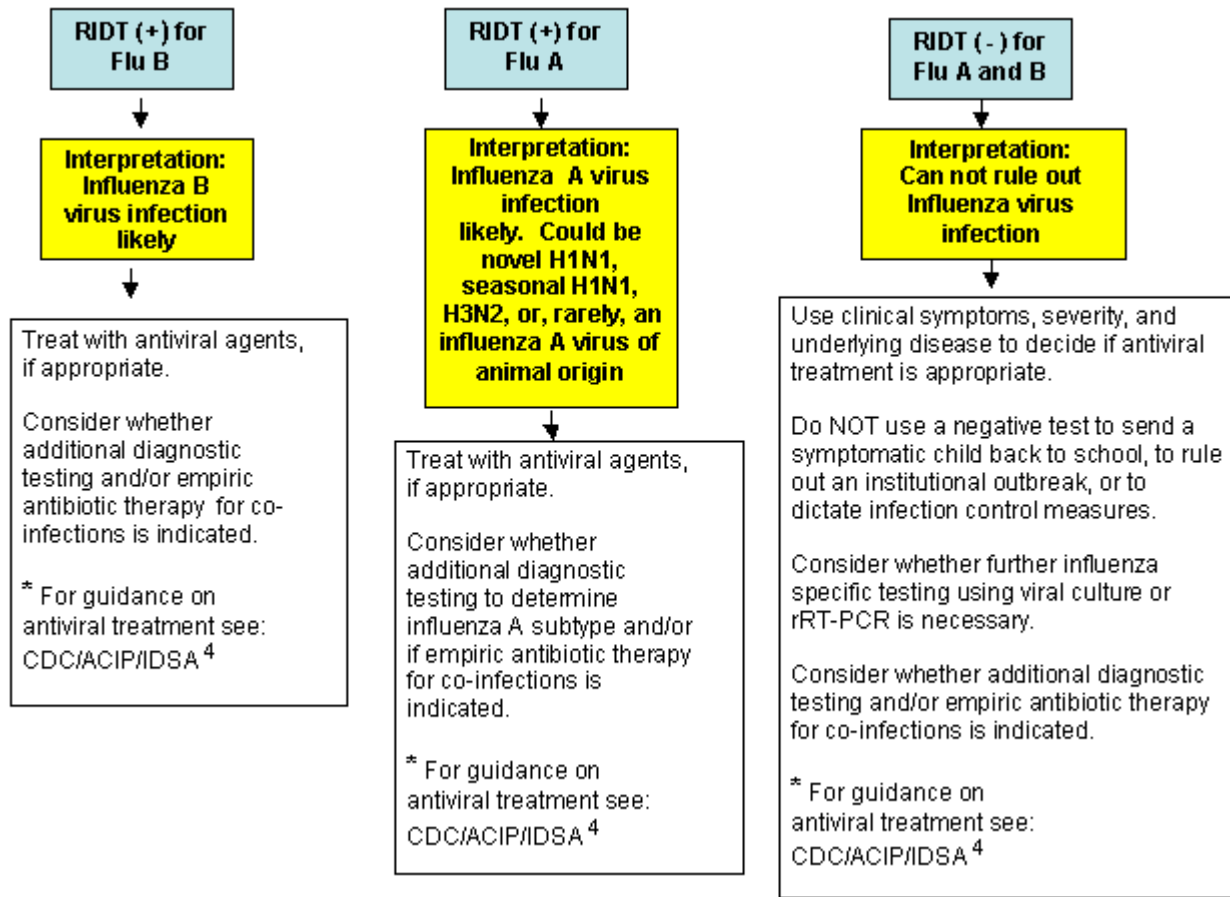 RIDT (+) for
Flu B
Interpretation:
Influenza B
virus infection
likely
Treat with antiviral agents,
if appropriate.
Consider whether
additional diagnostic
testing and/or empiric
antibiotic therapy for co-
infections is indicated.
* For guidance on
antiviral treatment see:
CDC/ACIP/IDSA 4
RIDT (+) for
Flu A
Interpretation:
Influenza A virus
infection
likely. Could be
novel H1N1,
seasonal H1N1,
H3N2, or, rarely, an
influenza A virus of
animal origin
Treat with antiviral agents,
if appropriate.
Consider whether
additional diagnostic
testing to determine
influenza A subtype and/or
if empiric antibiotic therapy
for co-infections is
indicated.
* For guidance on
antiviral treatment see:
CDC/ACIP/IDSA 4
RIDT ( - ) for
Flu A and B
Interpretation:
Can not rule out
Influenza virus
infection
Use clinical symptoms, severity, and
underlying disease to decide if antiviral
treatment is appropriate.
Do NOT use a negative test to send a
symptomatic child back to school, to rule
out an institutional outbreak, or to
dictate infection control measures.
Consider whether further influenza
specific testing using viral culture or
rRT-PCR is necessary.
Consider whether additional diagnostic
testing and/or empiric antibiotic therapy
for co-infections is indicated.
* For guidance on
antiviral treatment see:
CDC/ACIP/IDSA 4